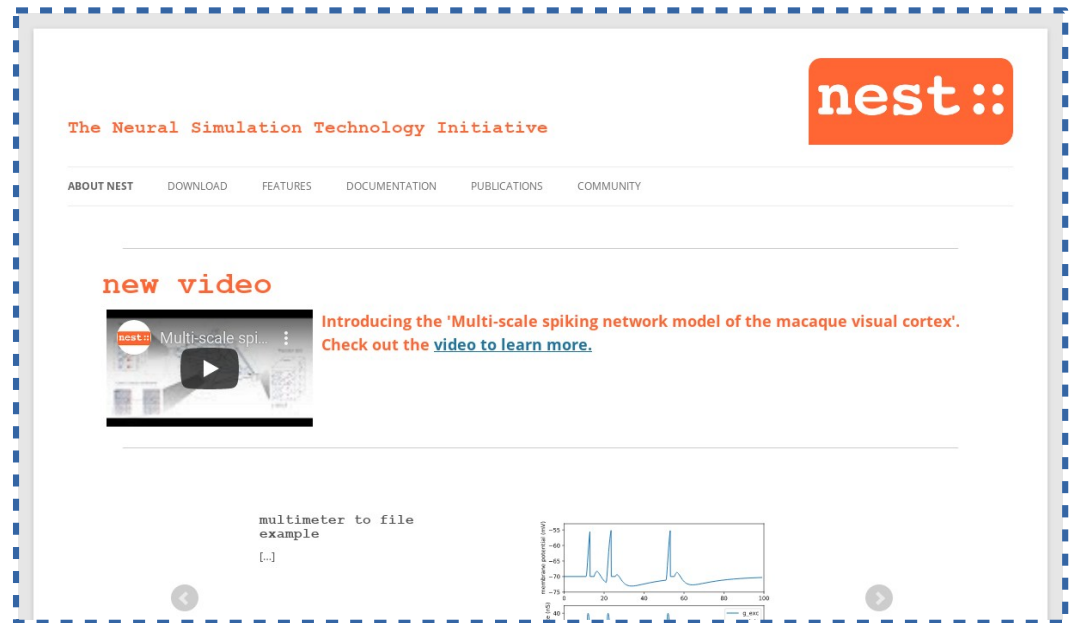 nest::
The Neural Simulation Technology Initiative
ABOUT NEST DOWNLOAD FEATURES DOCUMENTATION PUBLICATIONS COMMUNITY
new video
nest::
Multi-scale spi...
Introducing the 'Multi-scale spiking network model of the macaque visual cortex'.
Check out the video to learn more.
multimeter to file
example
[...]
membrane potential (mV)
−55
−60
−65
−70
−75
0 20 40 60 80 100
40
g_exc